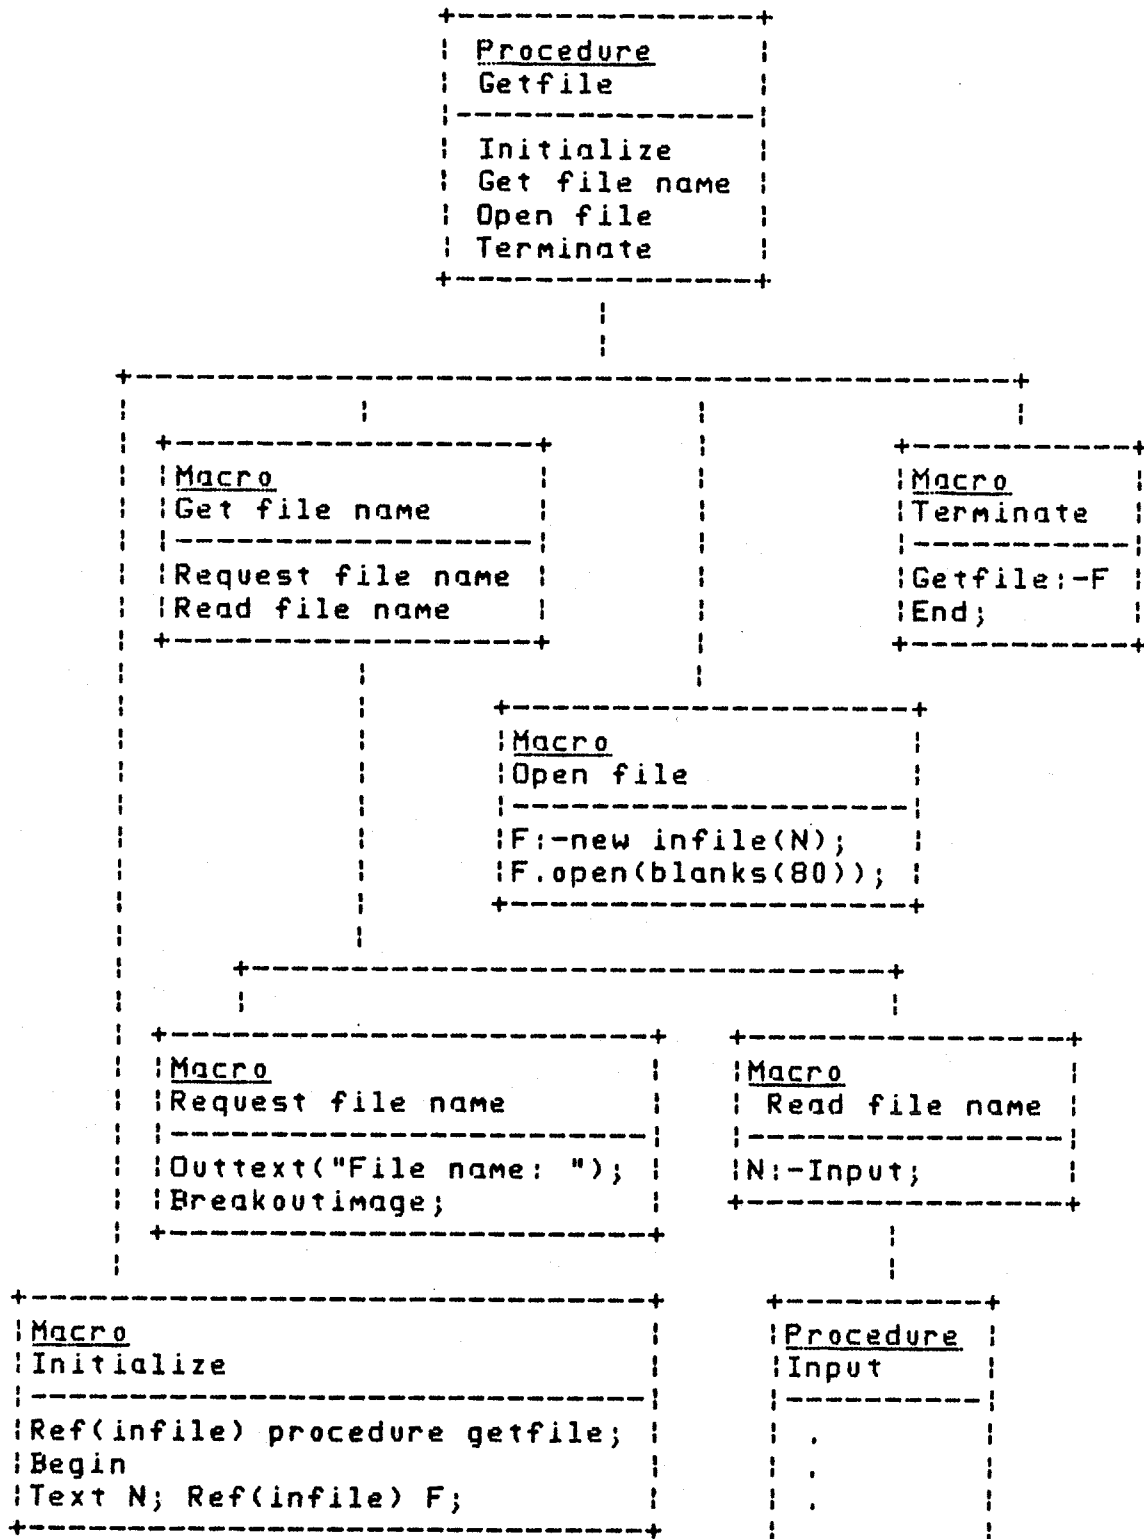 Procedure
Getfile
Initialize
Get file name
Open file
Terminate
Macro
Get file name
Request file name
Read file name
Macro
Terminate
Getfile:-F
End;
Macro
Open file
F:-new infile(N);
F.open(blanks(80));
Macro
Request file name
Outtext("File name: ");
Breakoutimage;
Macro
Read file name
N:-Input;
Macro
Initialize
Ref(infile) procedure getfile;
Begin
Text N; Ref(infile) F;
Procedure
Input
.
.
.